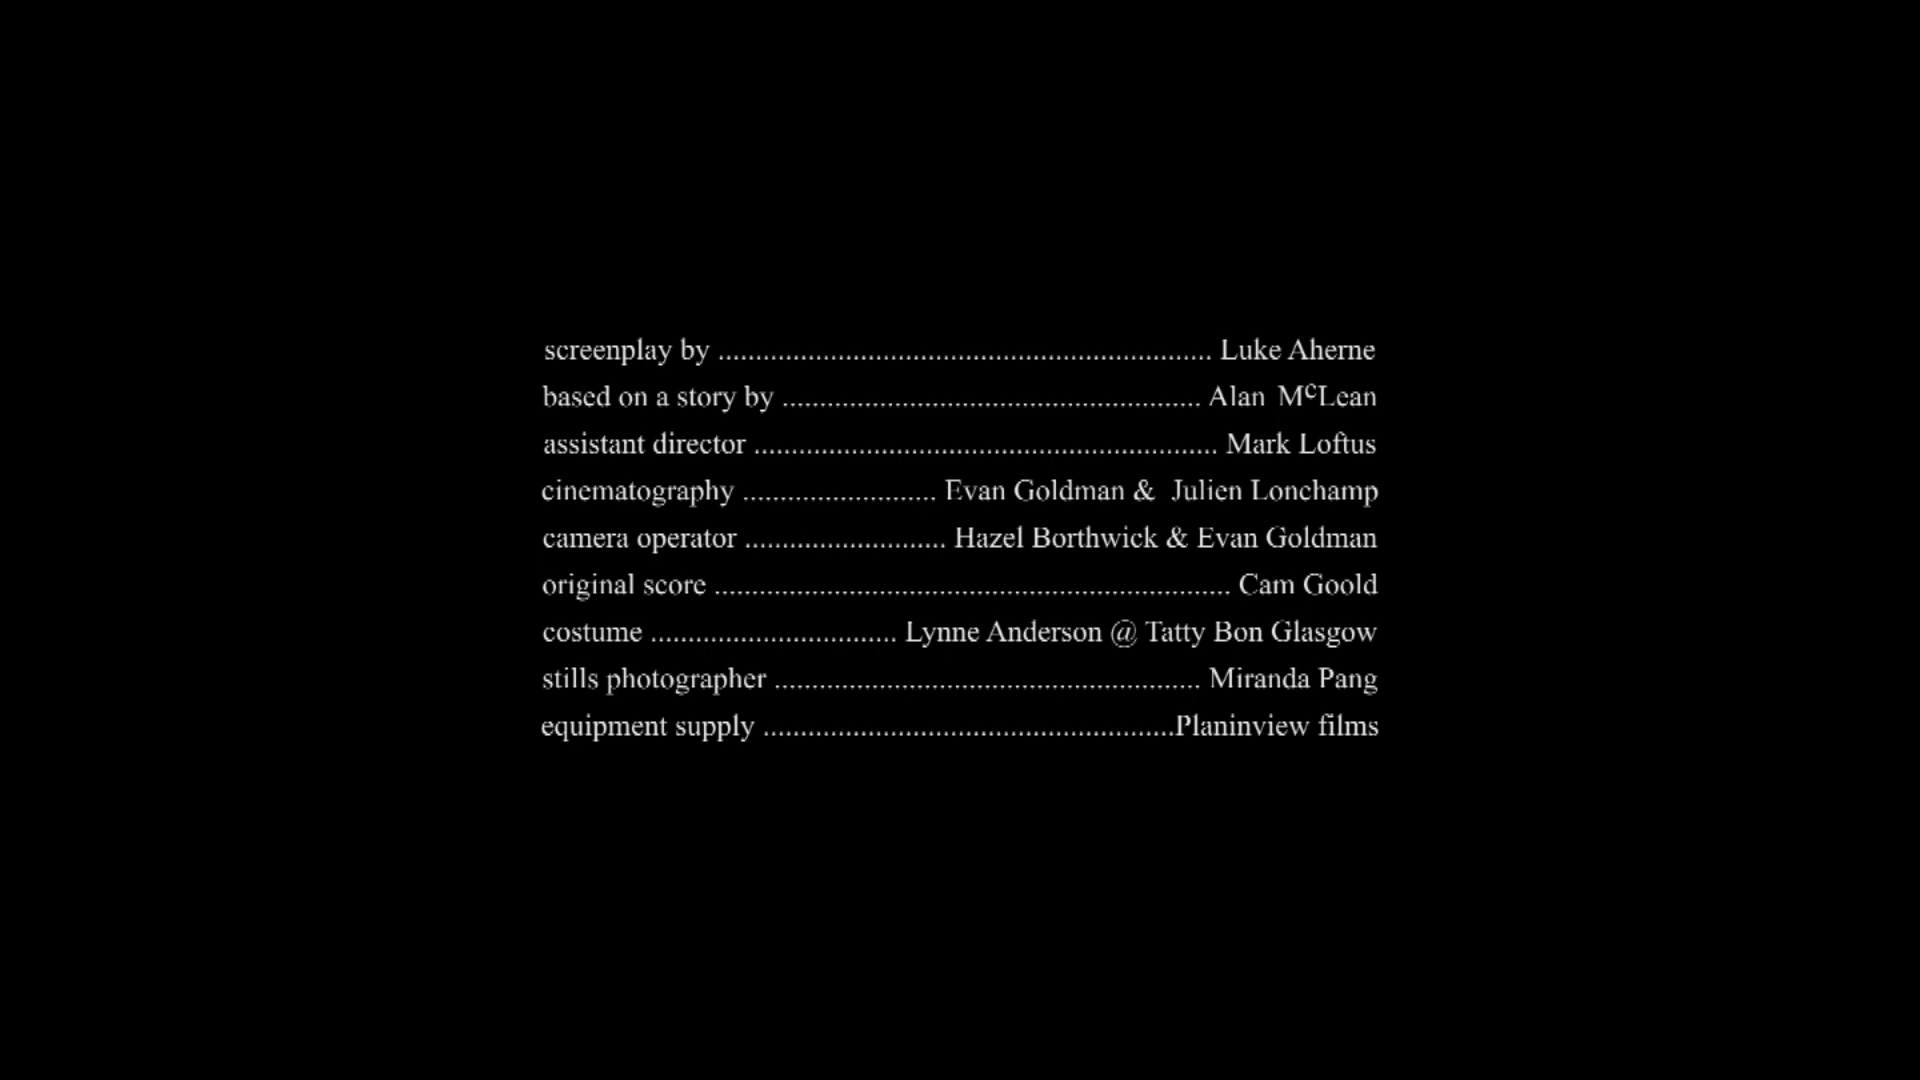 screenplay by .................................................................. Luke Aherne
based on a story by ........................................................ Alan McLean
assistant director .............................................................. Mark Loftus
cinematography .......................... Evan Goldman & Julien Lonchamp
camera operator ........................... Hazel Borthwick & Evan Goldman
original score ..................................................................... Cam Goold
costume ................................. Lynne Anderson @ Tatty Bon Glasgow
stills photographer ......................................................... Miranda Pang
equipment supply .......................................................Planinview films